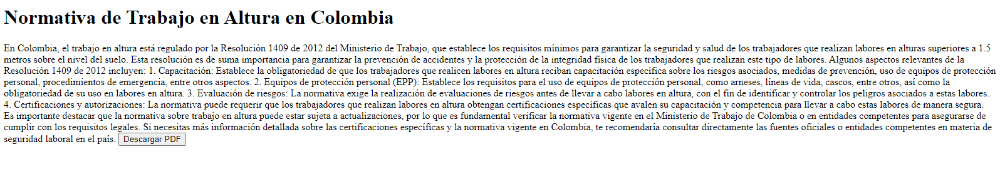 Normativa de Trabajo en Altura en Colombia
En Colombia, el trabajo en altura está regulado por la Resolución 1409 de 2012 del Ministerio de Trabajo, que establece los requisitos mínimos para garantizar la seguridad y salud de los trabajadores que realizan labores en alturas superiores a 1.5
metros sobre el nivel del suelo. Esta resolución es de suma importancia para garantizar la prevención de accidentes y la protección de la integridad física de los trabajadores que realizan este tipo de labores. Algunos aspectos relevantes de la
Resolución 1409 de 2012 incluyen: 1. Capacitación: Establece la obligatoriedad de que los trabajadores que realicen labores en altura reciban capacitación específica sobre los riesgos asociados, medidas de prevención, uso de equipos de protección
personal, procedimientos de emergencia, entre otros aspectos. 2. Equipos de protección personal (EPP): Establece los requisitos para el uso de equipos de protección personal, como arneses, líneas de vida, cascos, entre otros, así como la
obligatoriedad de su uso en labores en altura. 3. Evaluación de riesgos: La normativa exige la realización de evaluaciones de riesgos antes de llevar a cabo labores en altura, con el fin de identificar y controlar los peligros asociados a estas labores.
4. Certificaciones y autorizaciones: La normativa puede requerir que los trabajadores que realizan labores en altura obtengan certificaciones específicas que avalen su capacitación y competencia para llevar a cabo estas labores de manera segura.
Es importante destacar que la normativa sobre trabajo en altura puede estar sujeta a actualizaciones, por lo que es fundamental verificar la normativa vigente en el Ministerio de Trabajo de Colombia o en entidades competentes para asegurarse de
cumplir con los requisitos legales. Si necesitas más información detallada sobre las certificaciones específicas y la normativa vigente en Colombia, te recomendaría consultar directamente las fuentes oficiales o entidades competentes en materia de
seguridad laboral en el país. Descargar PDF